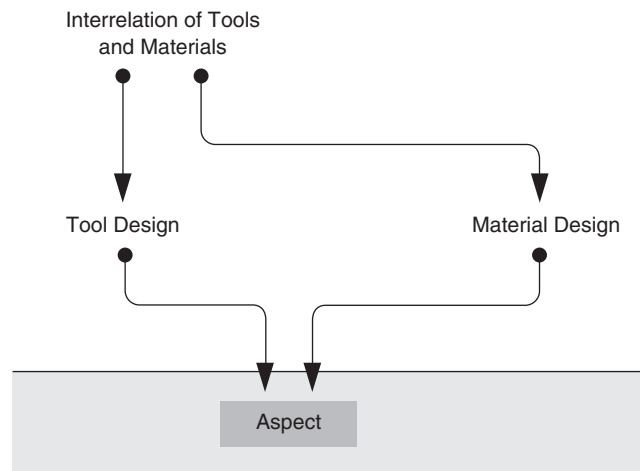 Interrelation of Tools
and Materials
Tool Design
Material Design
Aspect